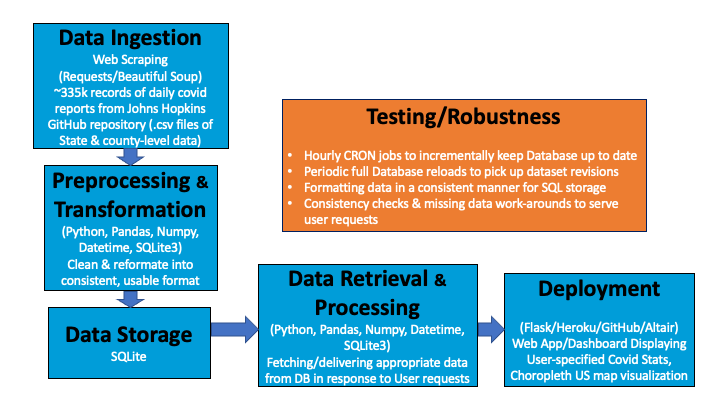 Data Ingestion
Web Scraping
(Requests/Beautiful Soup)
~335k records of daily covid
reports from Johns Hopkins
GitHub repository (.csv files of
State & county-level data)
Preprocessing &
Transformation
(Python, Pandas, Numpy,
Datetime, SQLite3)
Clean & reformate into
consistent, usable format
Data Storage
SQLite
Testing/Robustness
• Hourly CRON jobs to incrementally keep Database up to date
• Periodic full Database reloads to pick up dataset revisions
• Formatting data in a consistent manner for SQL storage
• Consistency checks & missing data work-arounds to serve
user requests
Data Retrieval &
Processing
(Python, Pandas, Numpy, Datetime,
SQLite3)
Fetching/delivering appropriate data
from DB in response to User requests
Deployment
(Flask/Heroku/GitHub/Altair)
Web App/Dashboard Displaying
User-specified Covid Stats,
Choropleth US map visualization